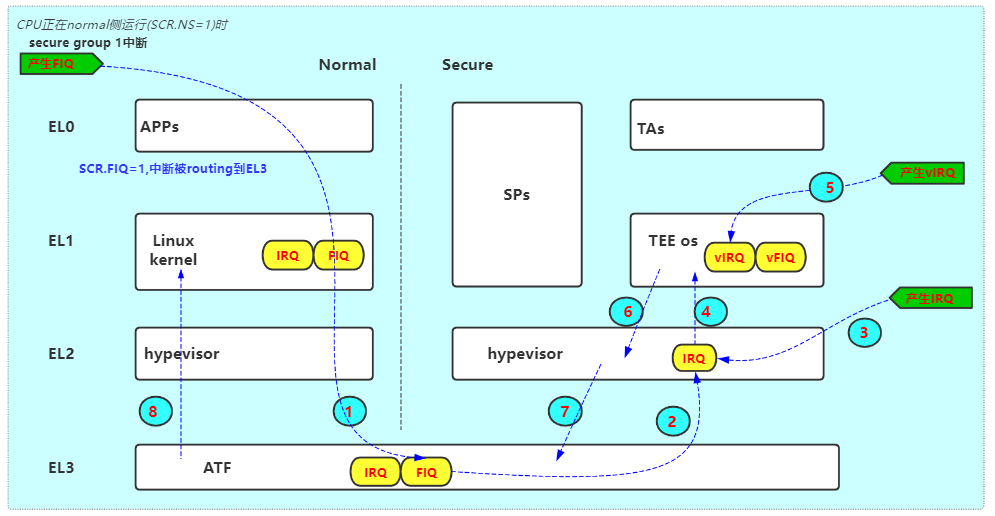 CPU正在normal侧运行(SCR.NS=1)时
secure group 1中断
产生FIQ
Normal
Secure
EL0
APPs
TAs
SPs
SCR.FIQ=1,中断被routing到EL3
产生vIRQ
5
EL1
Linux
kernel
IRQ
FIQ
TEE os
vIRQ
vFIQ
产生IRQ
6
4
3
EL2
hypevisor
hypevisor
IRQ
8
1
7
2
EL3
ATF
IRQ
FIQ